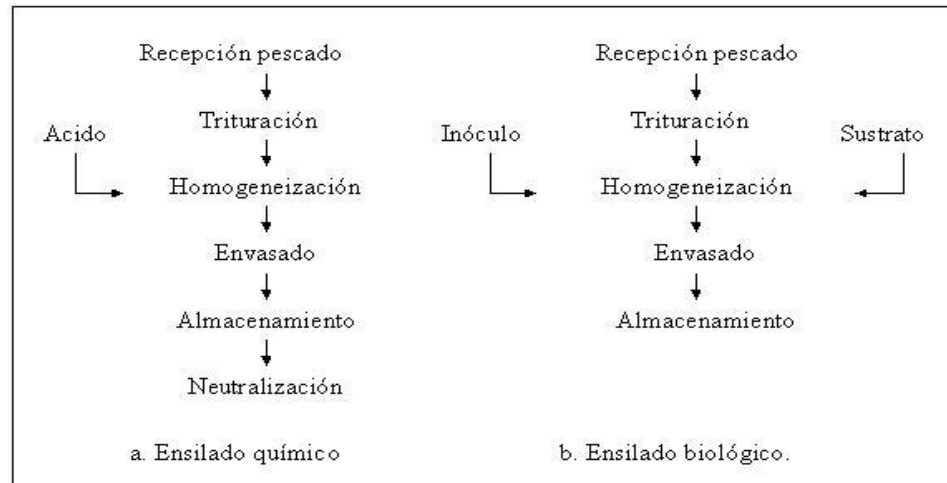 Recepción pescado
Trituración
Acido
Homogeneización
Envasado
Almacenamiento
Neutralización
a. Ensilado químico
Recepción pescado
Trituración
Inóculo
Sustrato
Homogeneización
Envasado
Almacenamiento
b. Ensilado biológico.